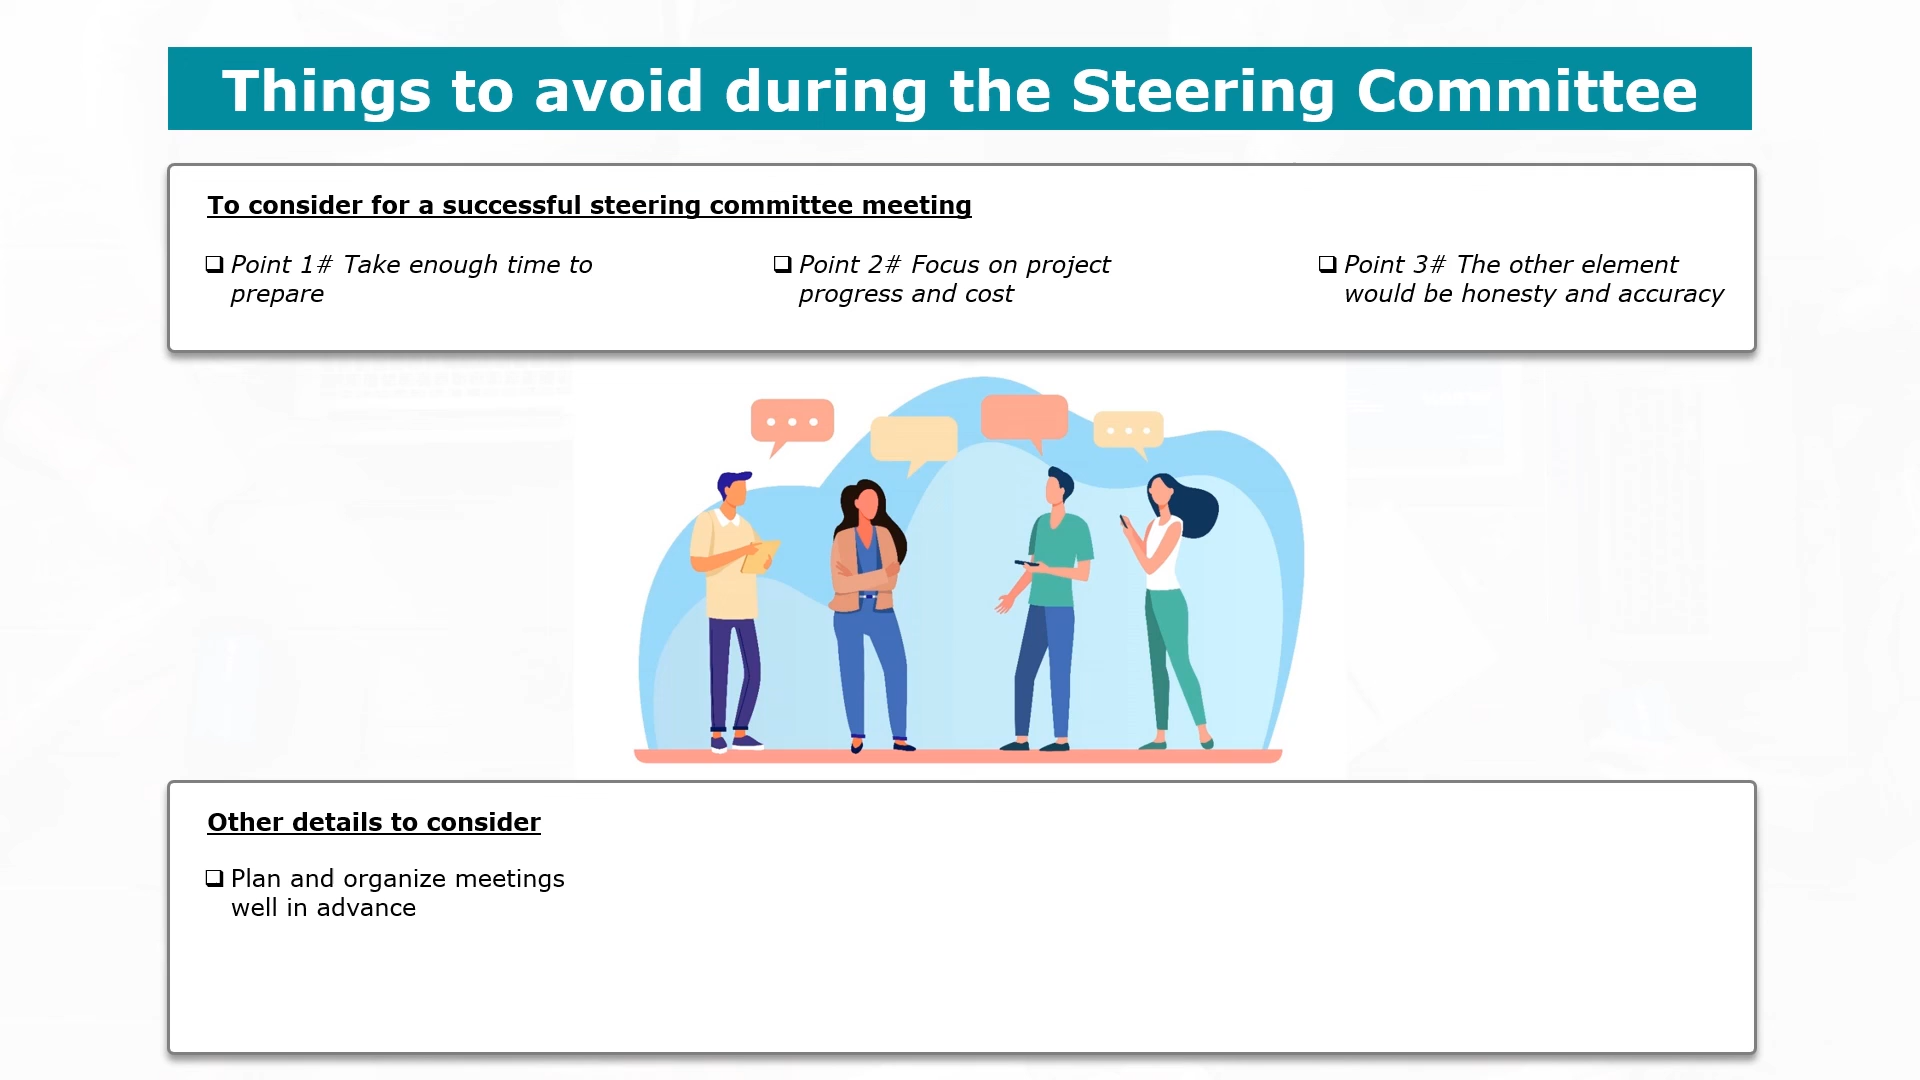 Things to avoid during the Steering Committee
To consider for a successful steering committee meeting
Point 1# Take enough time to
prepare
Point 2# Focus on project
progress and cost
Point 3# The other element
would be honesty and accuracy
Other details to consider
Plan and organize meetings
well in advance